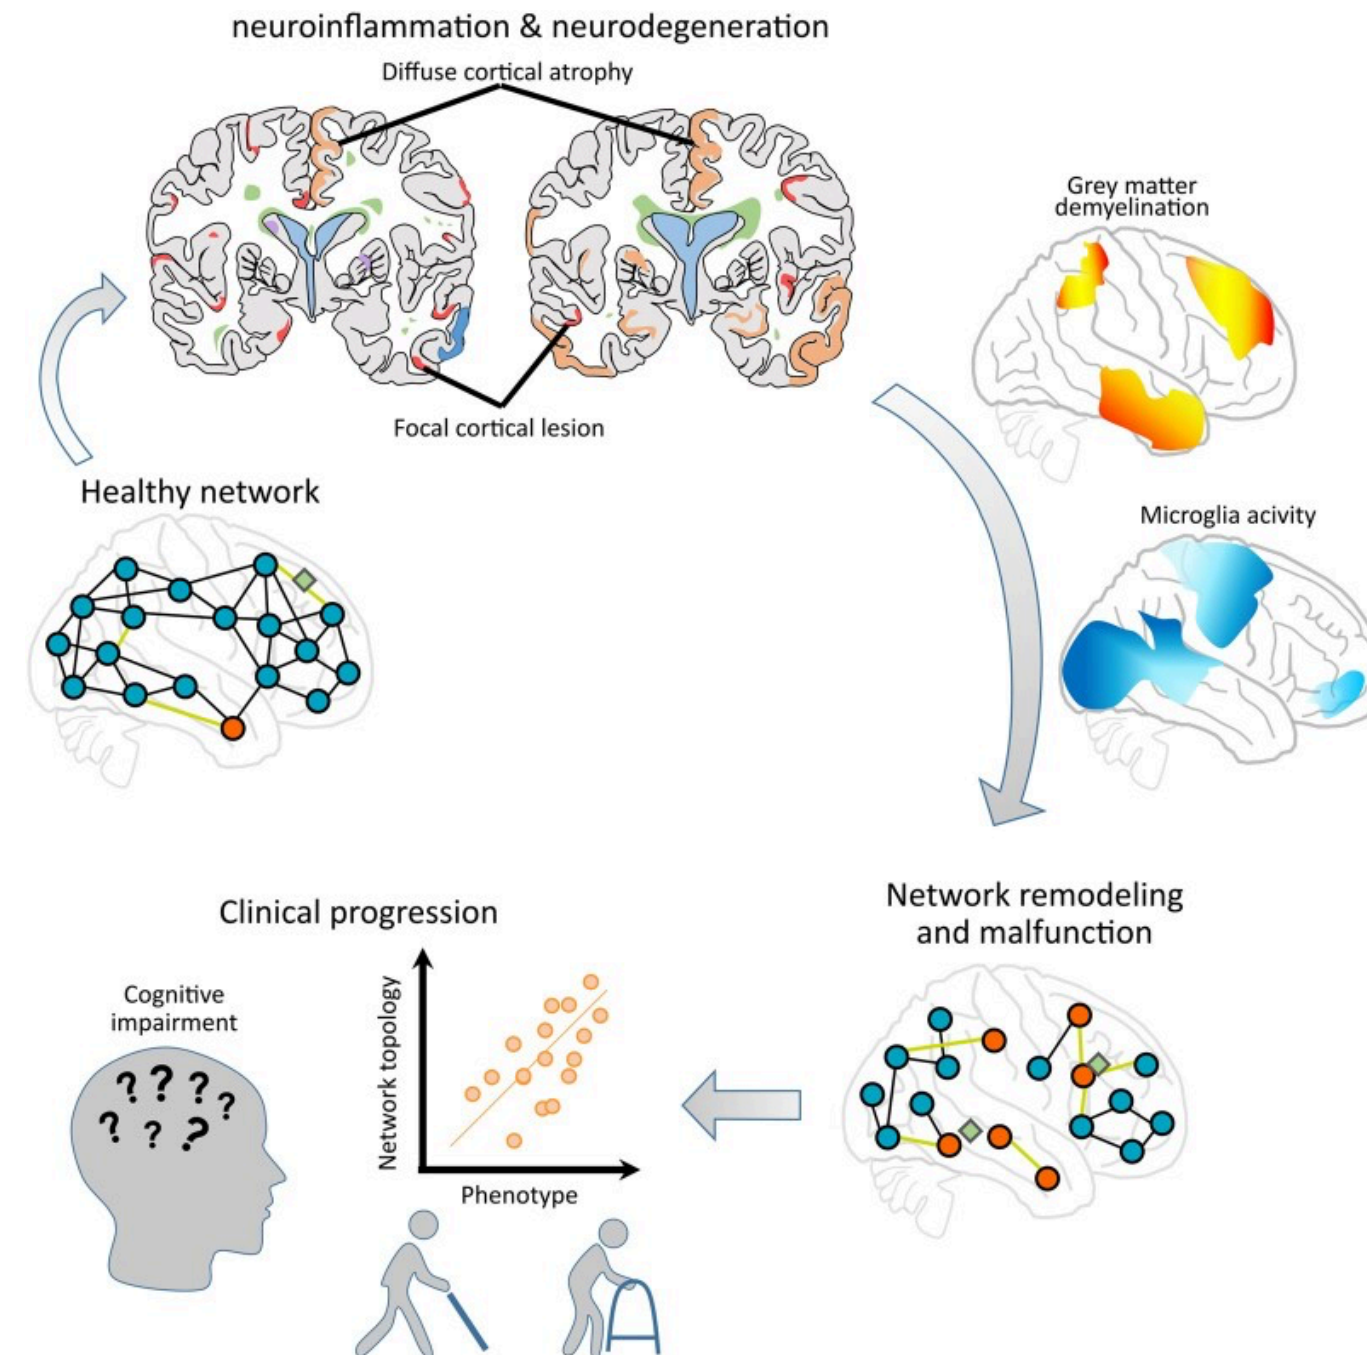 neuroinflammation & neurodegeneration
Diffuse cortical atrophy
Grey matter
demyelination
Focal cortical lesion
Healthy network
Microglia acivity
Network remodeling
and malfunction
Clinical progression
Cognitive
impairment
? ? ? ?
? ? ?
Network topology
Phenotype